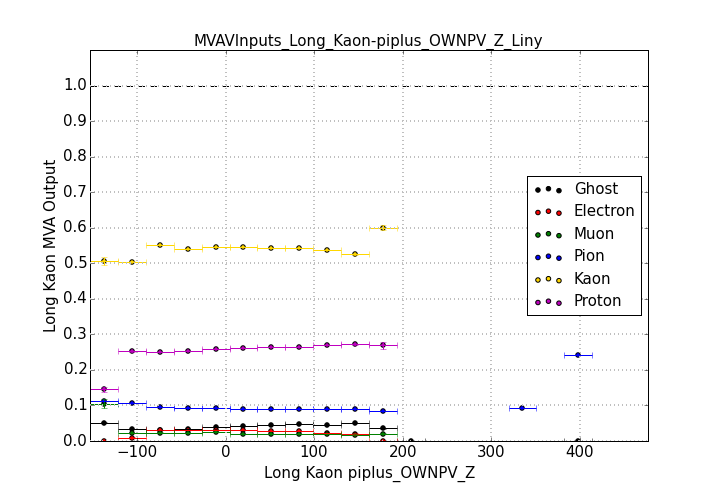 MVAVInputs_Long_Kaon-piplus_OWNPV_Z_Liny
Long Kaon MVA Output
1.0
0.9
0.8
0.7
0.6
0.5
0.4
0.3
0.2
0.1
0.0
Ghost
Electron
Muon
Pion
Kaon
Proton
−100 0 100 200 300 400
Long Kaon piplus_OWNPV_Z